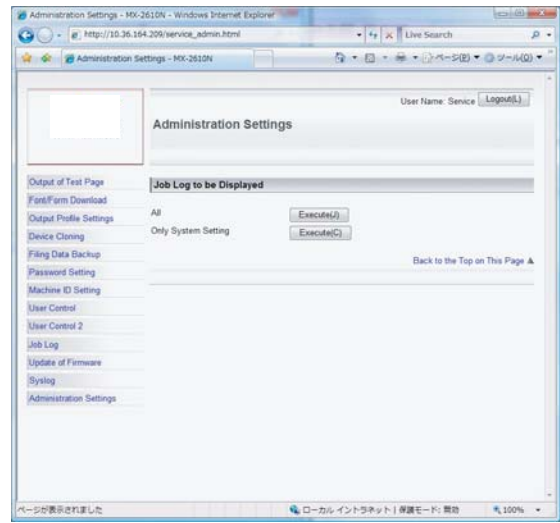 Administration Settings - MX-2610N - Windows Internet Explorer
http://10.36.164.209/service_admin.html
Live Search
Administration Settings - MX-2610N
ページ(P)
ツール(O)
User Name: Service
Logout(L)
Administration Settings
Output of Test Page
Font/Form Download
Output Profile Settings
Device Cloning
Filing Data Backup
Password Setting
Machine ID Setting
User Control
User Control 2
Job Log
Update of Firmware
Syslog
Administration Settings
Job Log to be Displayed
All
Execute(J)
Only System Setting
Execute(C)
Back to the Top on This Page ▲
ページが表示されました
ローカル イントラネット | 保護モード: 無効
100%